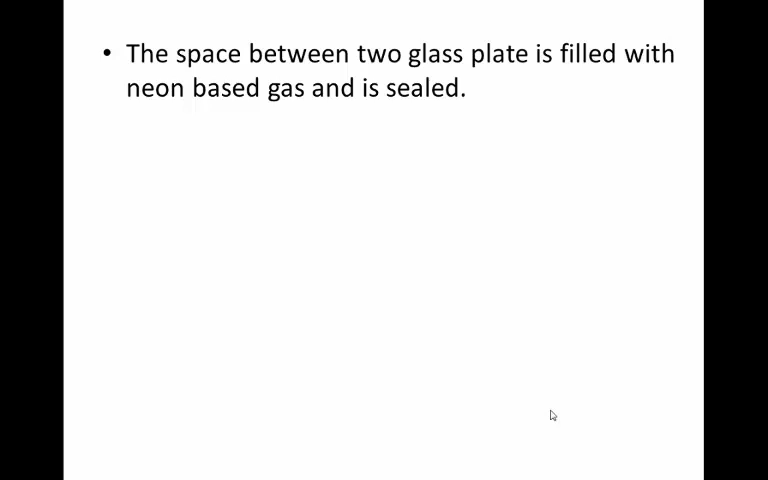 • The space between two glass plate is filled with
neon based gas and is sealed.